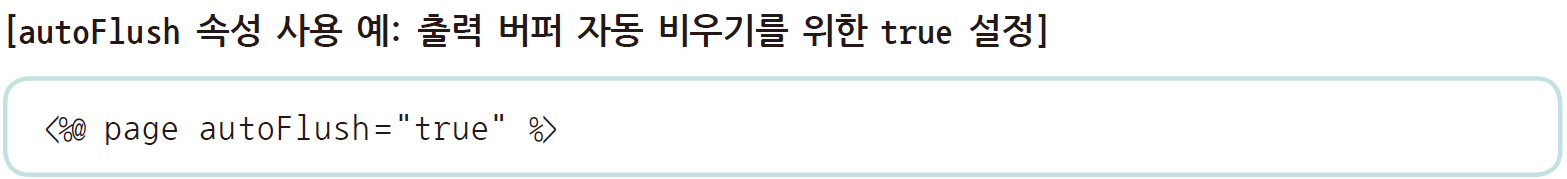 [autoFlush 속성 사용 예: 출력 버퍼 자동 비우기를 위한 true 설정]
<%@ page autoFlush="true" %>